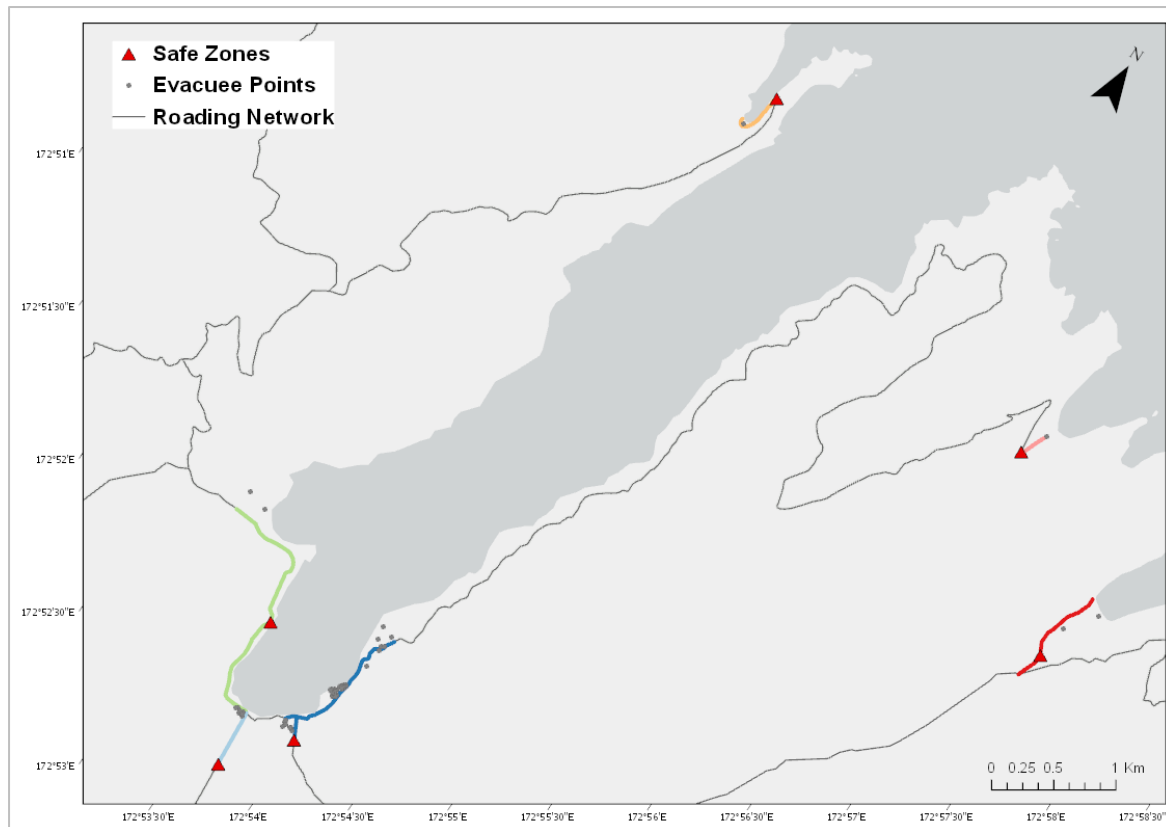 Safe Zones
Evacuee Points
Roading Network
N
172°51'E
172°51'30"E
172°52'E
172°52'30"E
172°53'E
0 0.25 0.5 1 Km
172°53'30"E 172°54'E 172°54'30"E 172°55'E 172°55'30"E 172°56'E 172°56'30"E 172°57'E 172°57'30"E 172°58'E 172°58'30"E